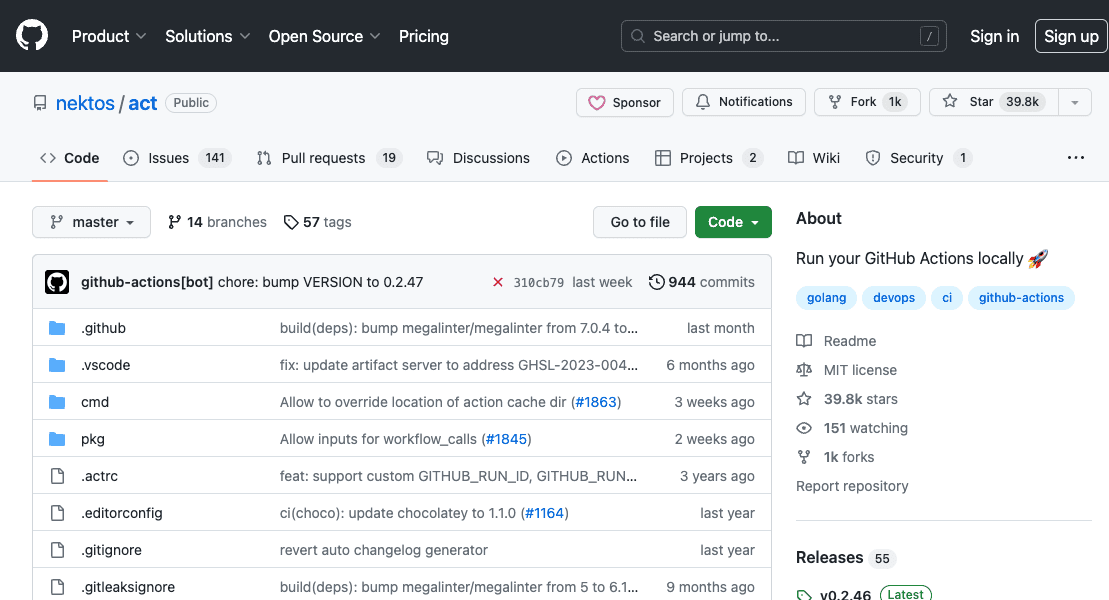 Product Solutions Open Source Pricing Search or jump to... / Sign in Sign up
nektos / act Public Sponsor Notifications Fork 1k Star 39.8k
Code Issues 141 Pull requests 19 Discussions Actions Projects 2 Wiki Security 1 ...
master 14 branches 57 tags Go to file Code
github-actions[bot] chore: bump VERSION to 0.2.47 310cb79 last week 944 commits
.github build(deps): bump megalinter/megalinter from 7.0.4 to... last month
.vscode fix: update artifact server to address GHSL-2023-004... 6 months ago
cmd Allow to override location of action cache dir (#1863) 3 weeks ago
pkg Allow inputs for workflow_calls (#1845) 2 weeks ago
.actrc feat: support custom GITHUB_RUN_ID, GITHUB_RUN... 3 years ago
.editorconfig ci(choco): update chocolatey to 1.1.0 (#1164) last year
.gitignore revert auto changelog generator last year
.gitleaksignore build(deps): bump megalinter/megalinter from 5 to 6.1... 9 months ago
About
Run your GitHub Actions locally 🚀
golang devops ci github-actions
Readme
MIT license
39.8k stars
151 watching
1k forks
Report repository
Releases 55
v0.2.46 Latest